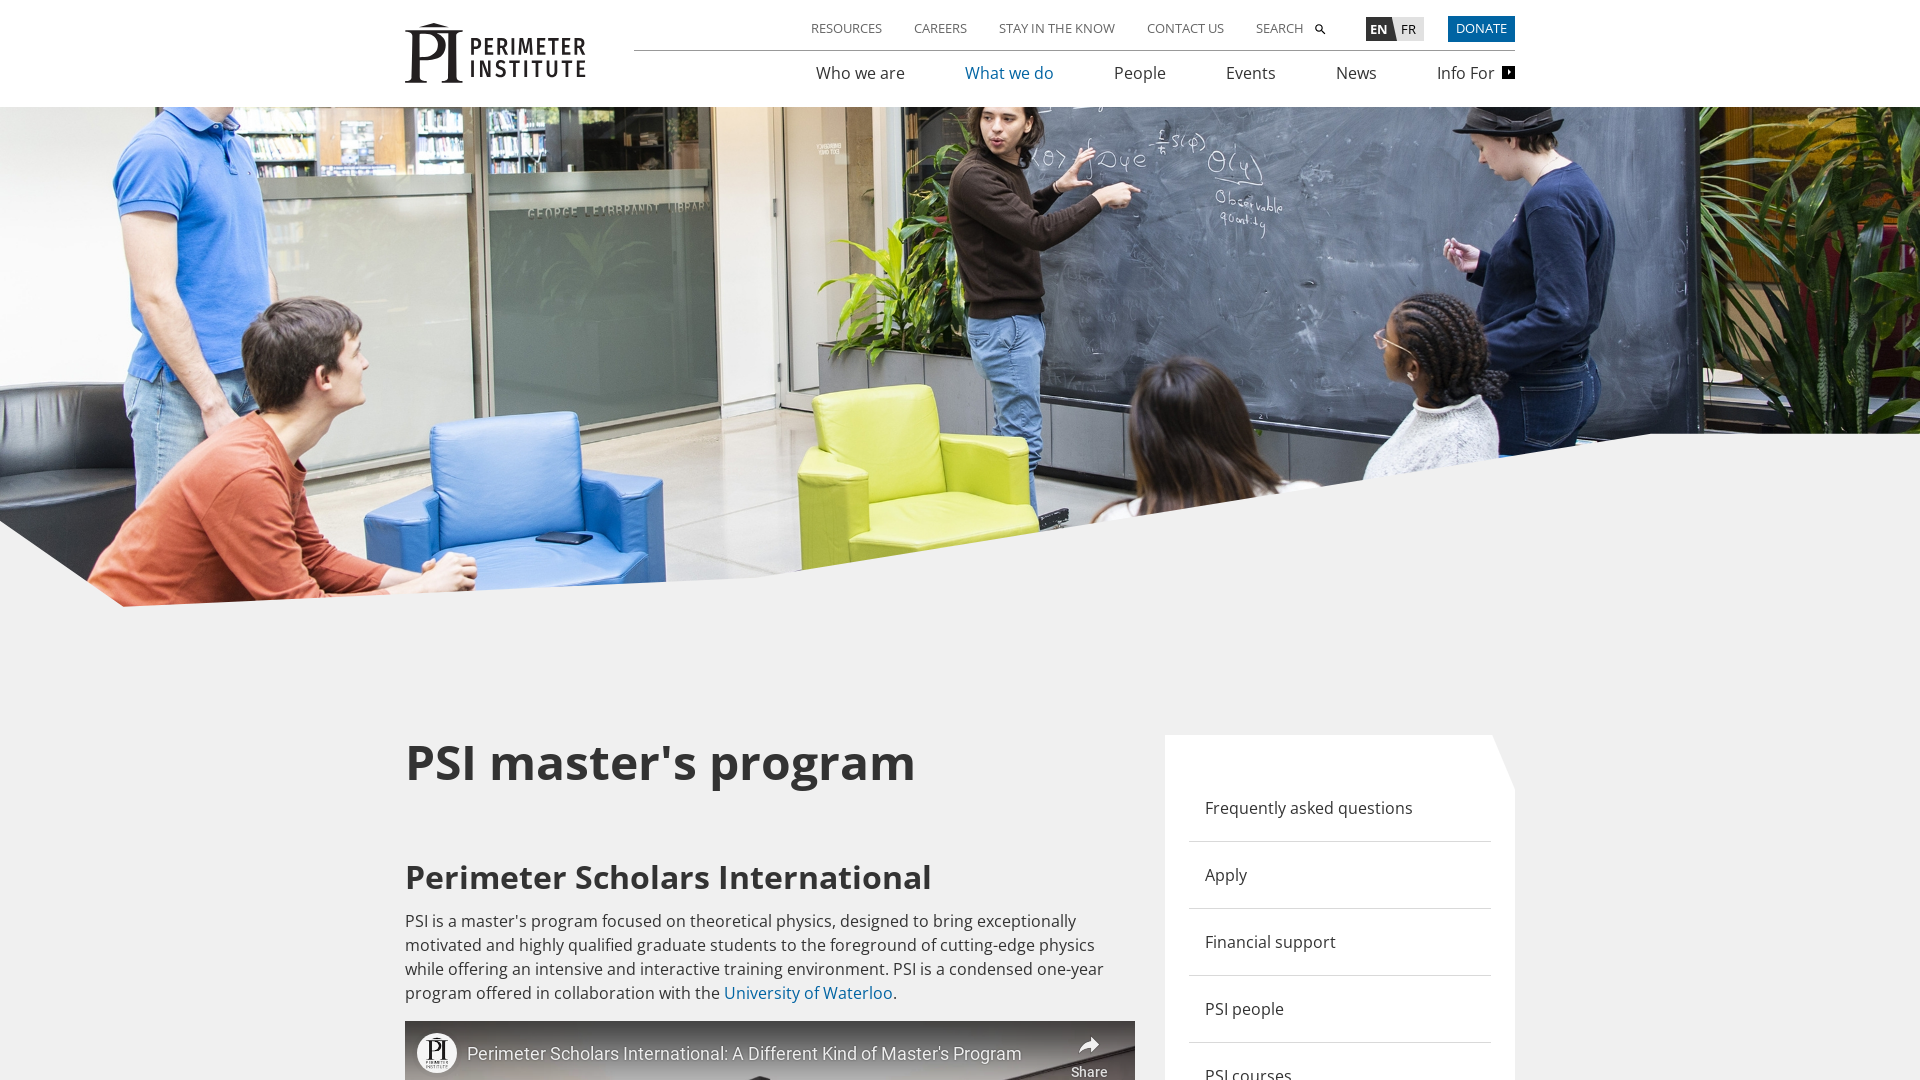 PERIMETER
INSTITUTE
RESOURCES
CAREERS
STAY IN THE KNOW
CONTACT US
SEARCH
EN
FR
DONATE
Who we are
What we do
People
Events
News
Info For
GEORGE LEIBBRANDT LIBRARY
Observable
quantity
PSI master's program
Perimeter Scholars International
PSI is a master's program focused on theoretical physics, designed to bring exceptionally
motivated and highly qualified graduate students to the foreground of cutting-edge physics
while offering an intensive and interactive training environment. PSI is a condensed one-year
program offered in collaboration with the University of Waterloo.
Perimeter Scholars International: A Different Kind of Master's Program
Share
Frequently asked questions
Apply
Financial support
PSI people
PSI courses